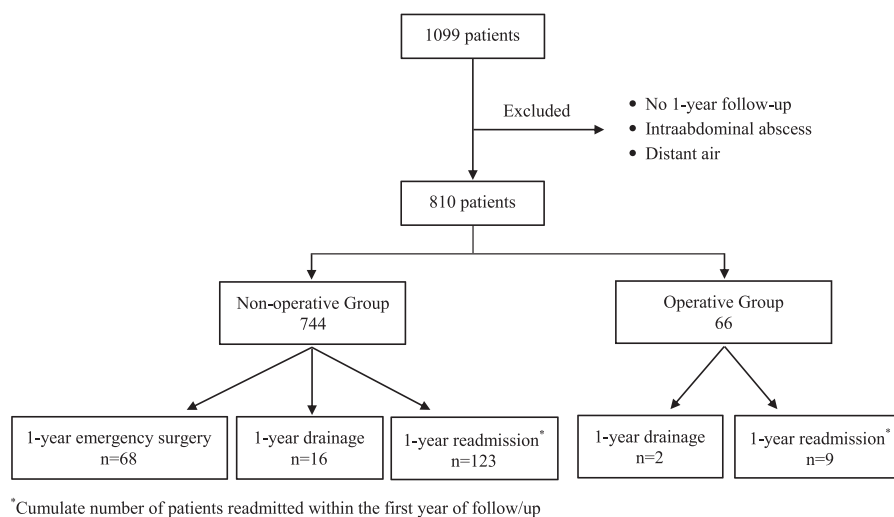 1099 patients
Excluded
• No 1-year follow-up
• Intraabdominal abscess
• Distant air
810 patients
Non-operative Group
744
Operative Group
66
1-year emergency surgery
n=68
1-year drainage
n=16
1-year readmission*
n=123
1-year drainage
n=2
1-year readmission*
n=9
*Cumulate number of patients readmitted within the first year of follow/up